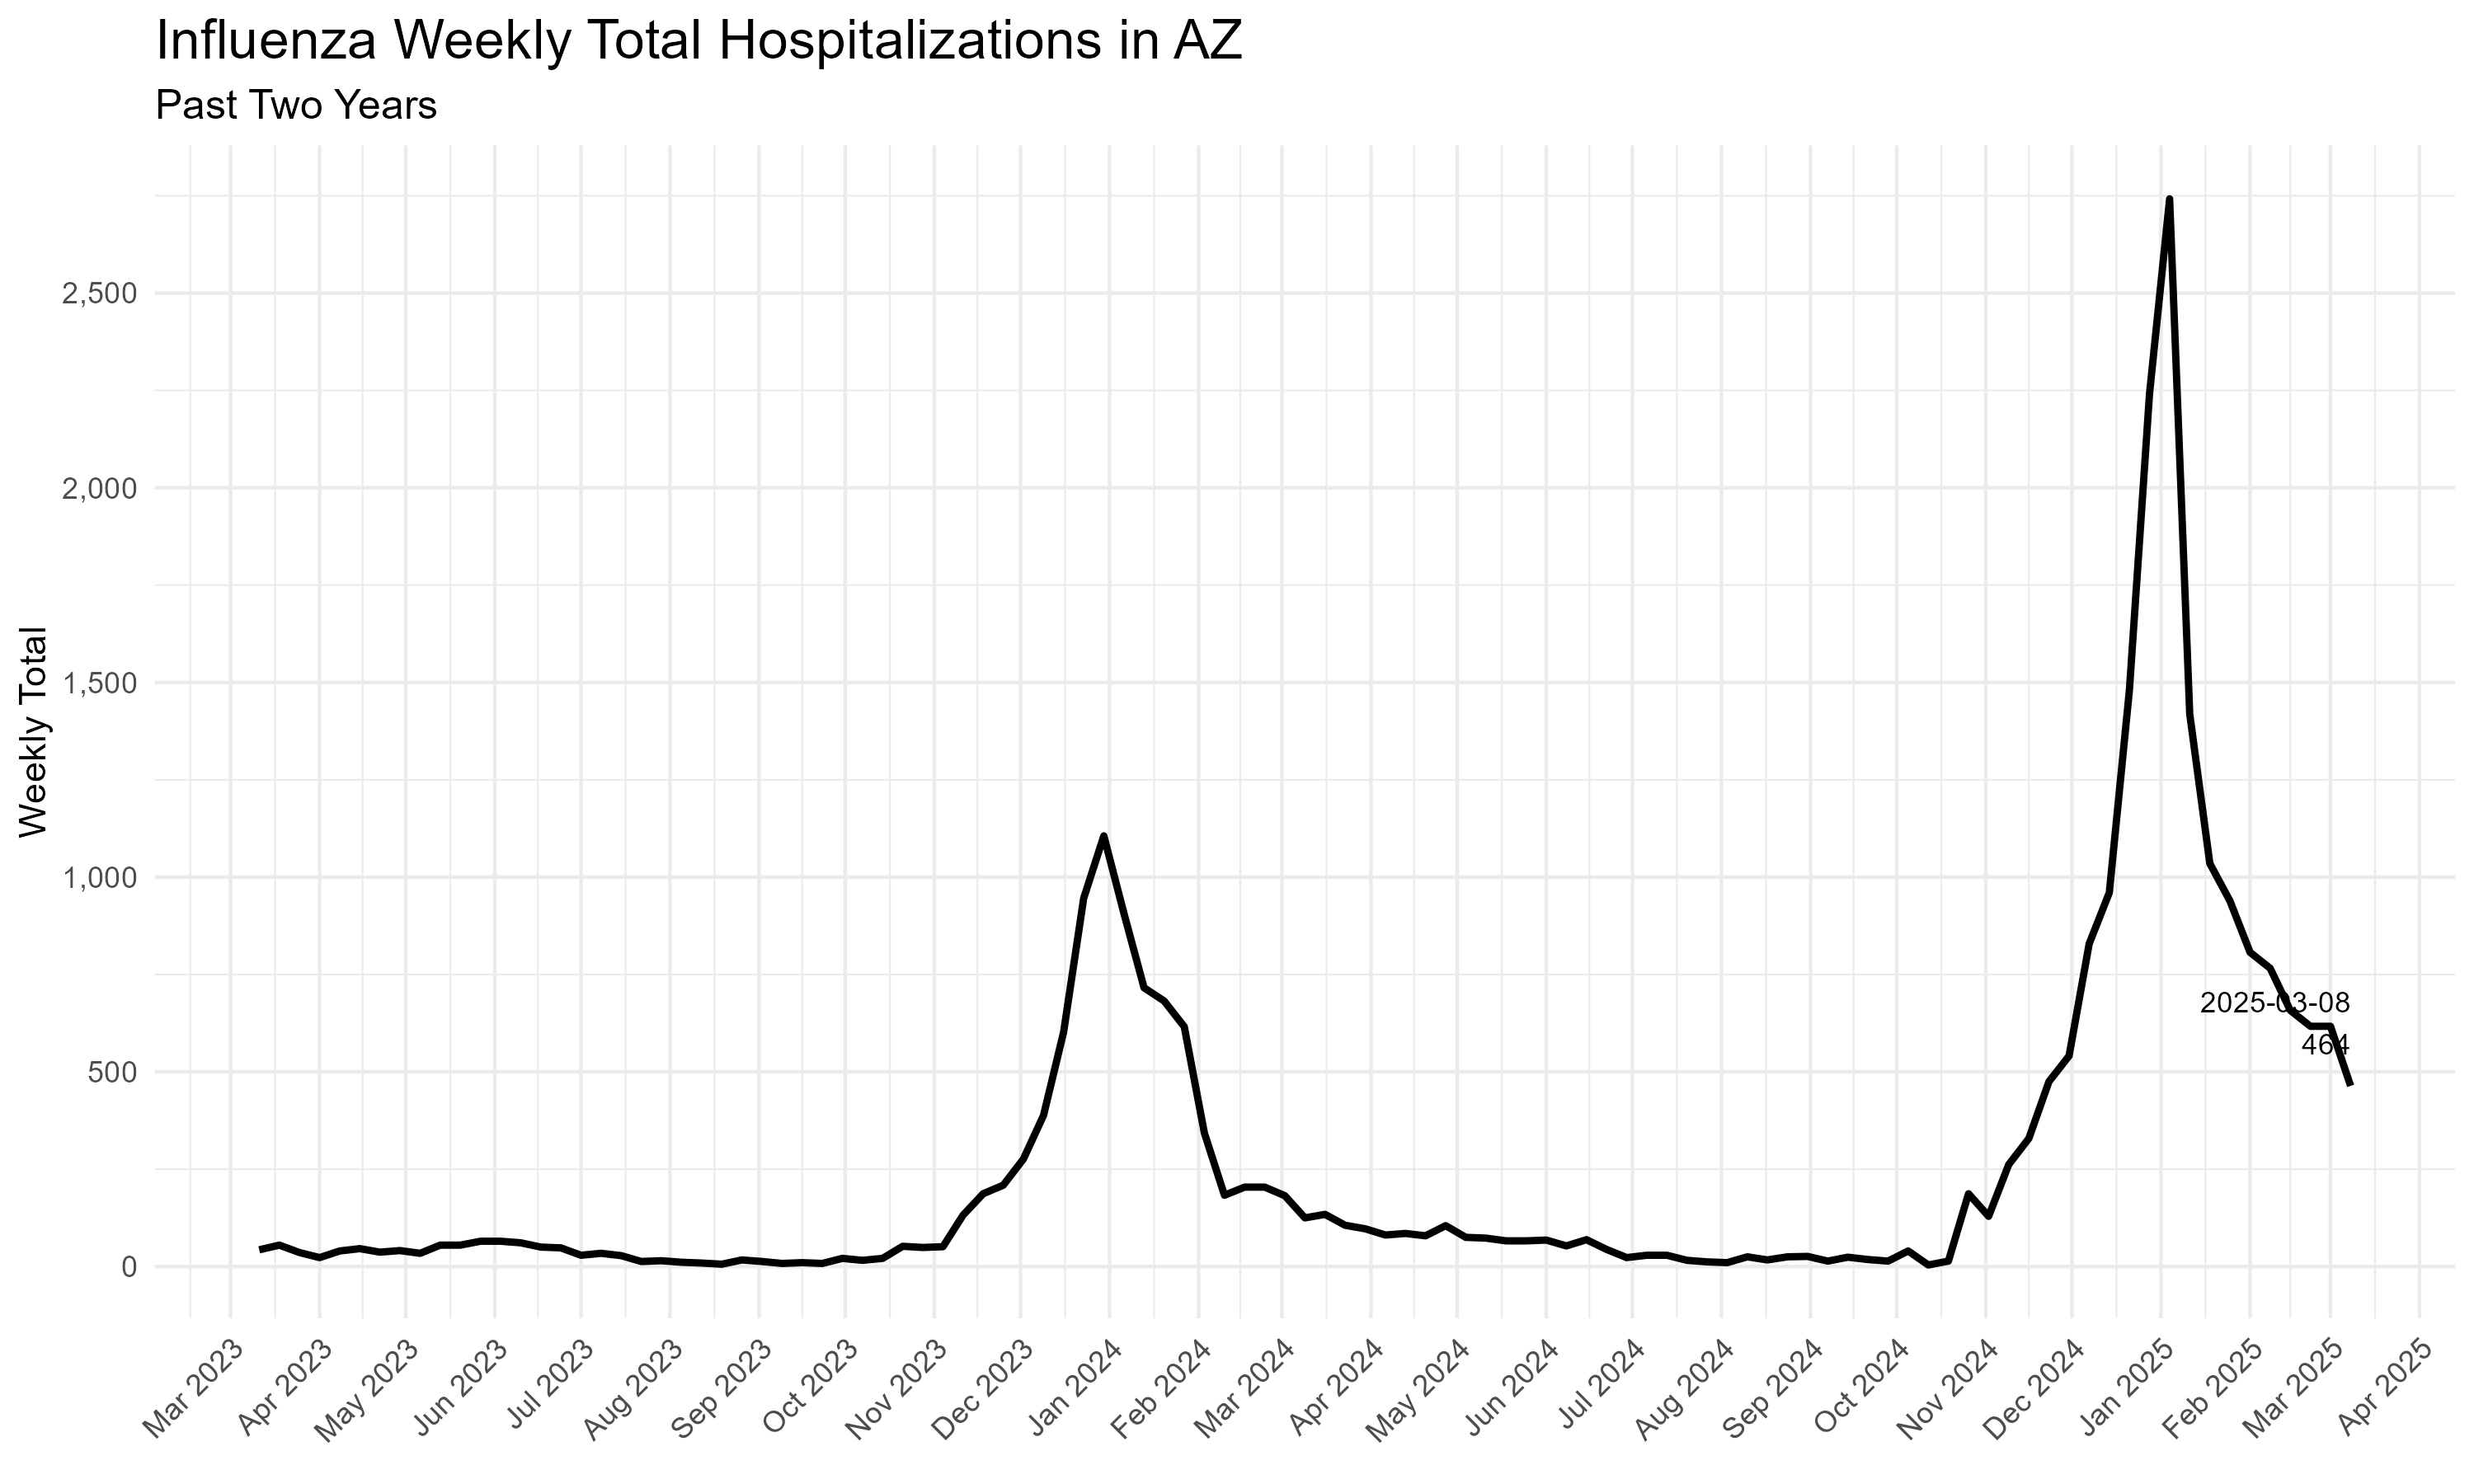 Influenza Weekly Total Hospitalizations in AZ
Past Two Years
Weekly Total
2,500
2,000
1,500
1,000
500
0
2025-03-08
464
Mar 2023
Apr 2023
May 2023
Jun 2023
Jul 2023
Aug 2023
Sep 2023
Oct 2023
Nov 2023
Dec 2023
Jan 2024
Feb 2024
Mar 2024
Apr 2024
May 2024
Jun 2024
Jul 2024
Aug 2024
Sep 2024
Oct 2024
Nov 2024
Dec 2024
Jan 2025
Feb 2025
Mar 2025
Apr 2025